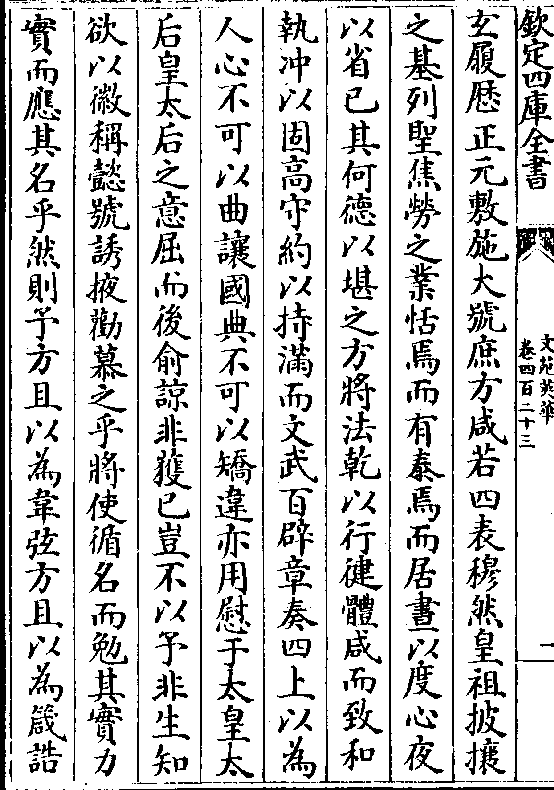 欽定四庫全書
文苑英華
卷四百二十三
一
玄履歴正元敷施大號庶方咸若四表穆然皇祖披攘
之基列聖焦勞之業恬焉而有泰焉而居晝以度心夜
以省已其何德以堪之方將法乾以行徤體咸而致和
執冲以固高守約以持滿而文武百辟章奏四上以為
人心不可以曲讓國典不可以矯違亦用慰于太皇太
后皇太后之意屈而後俞諒非獲已豈不以予非生知
欲以徽稱懿號誘掖勸慕之乎將使循名而勉其實力
實而應其名乎然則予方且以為韋弦方且以為箴誥